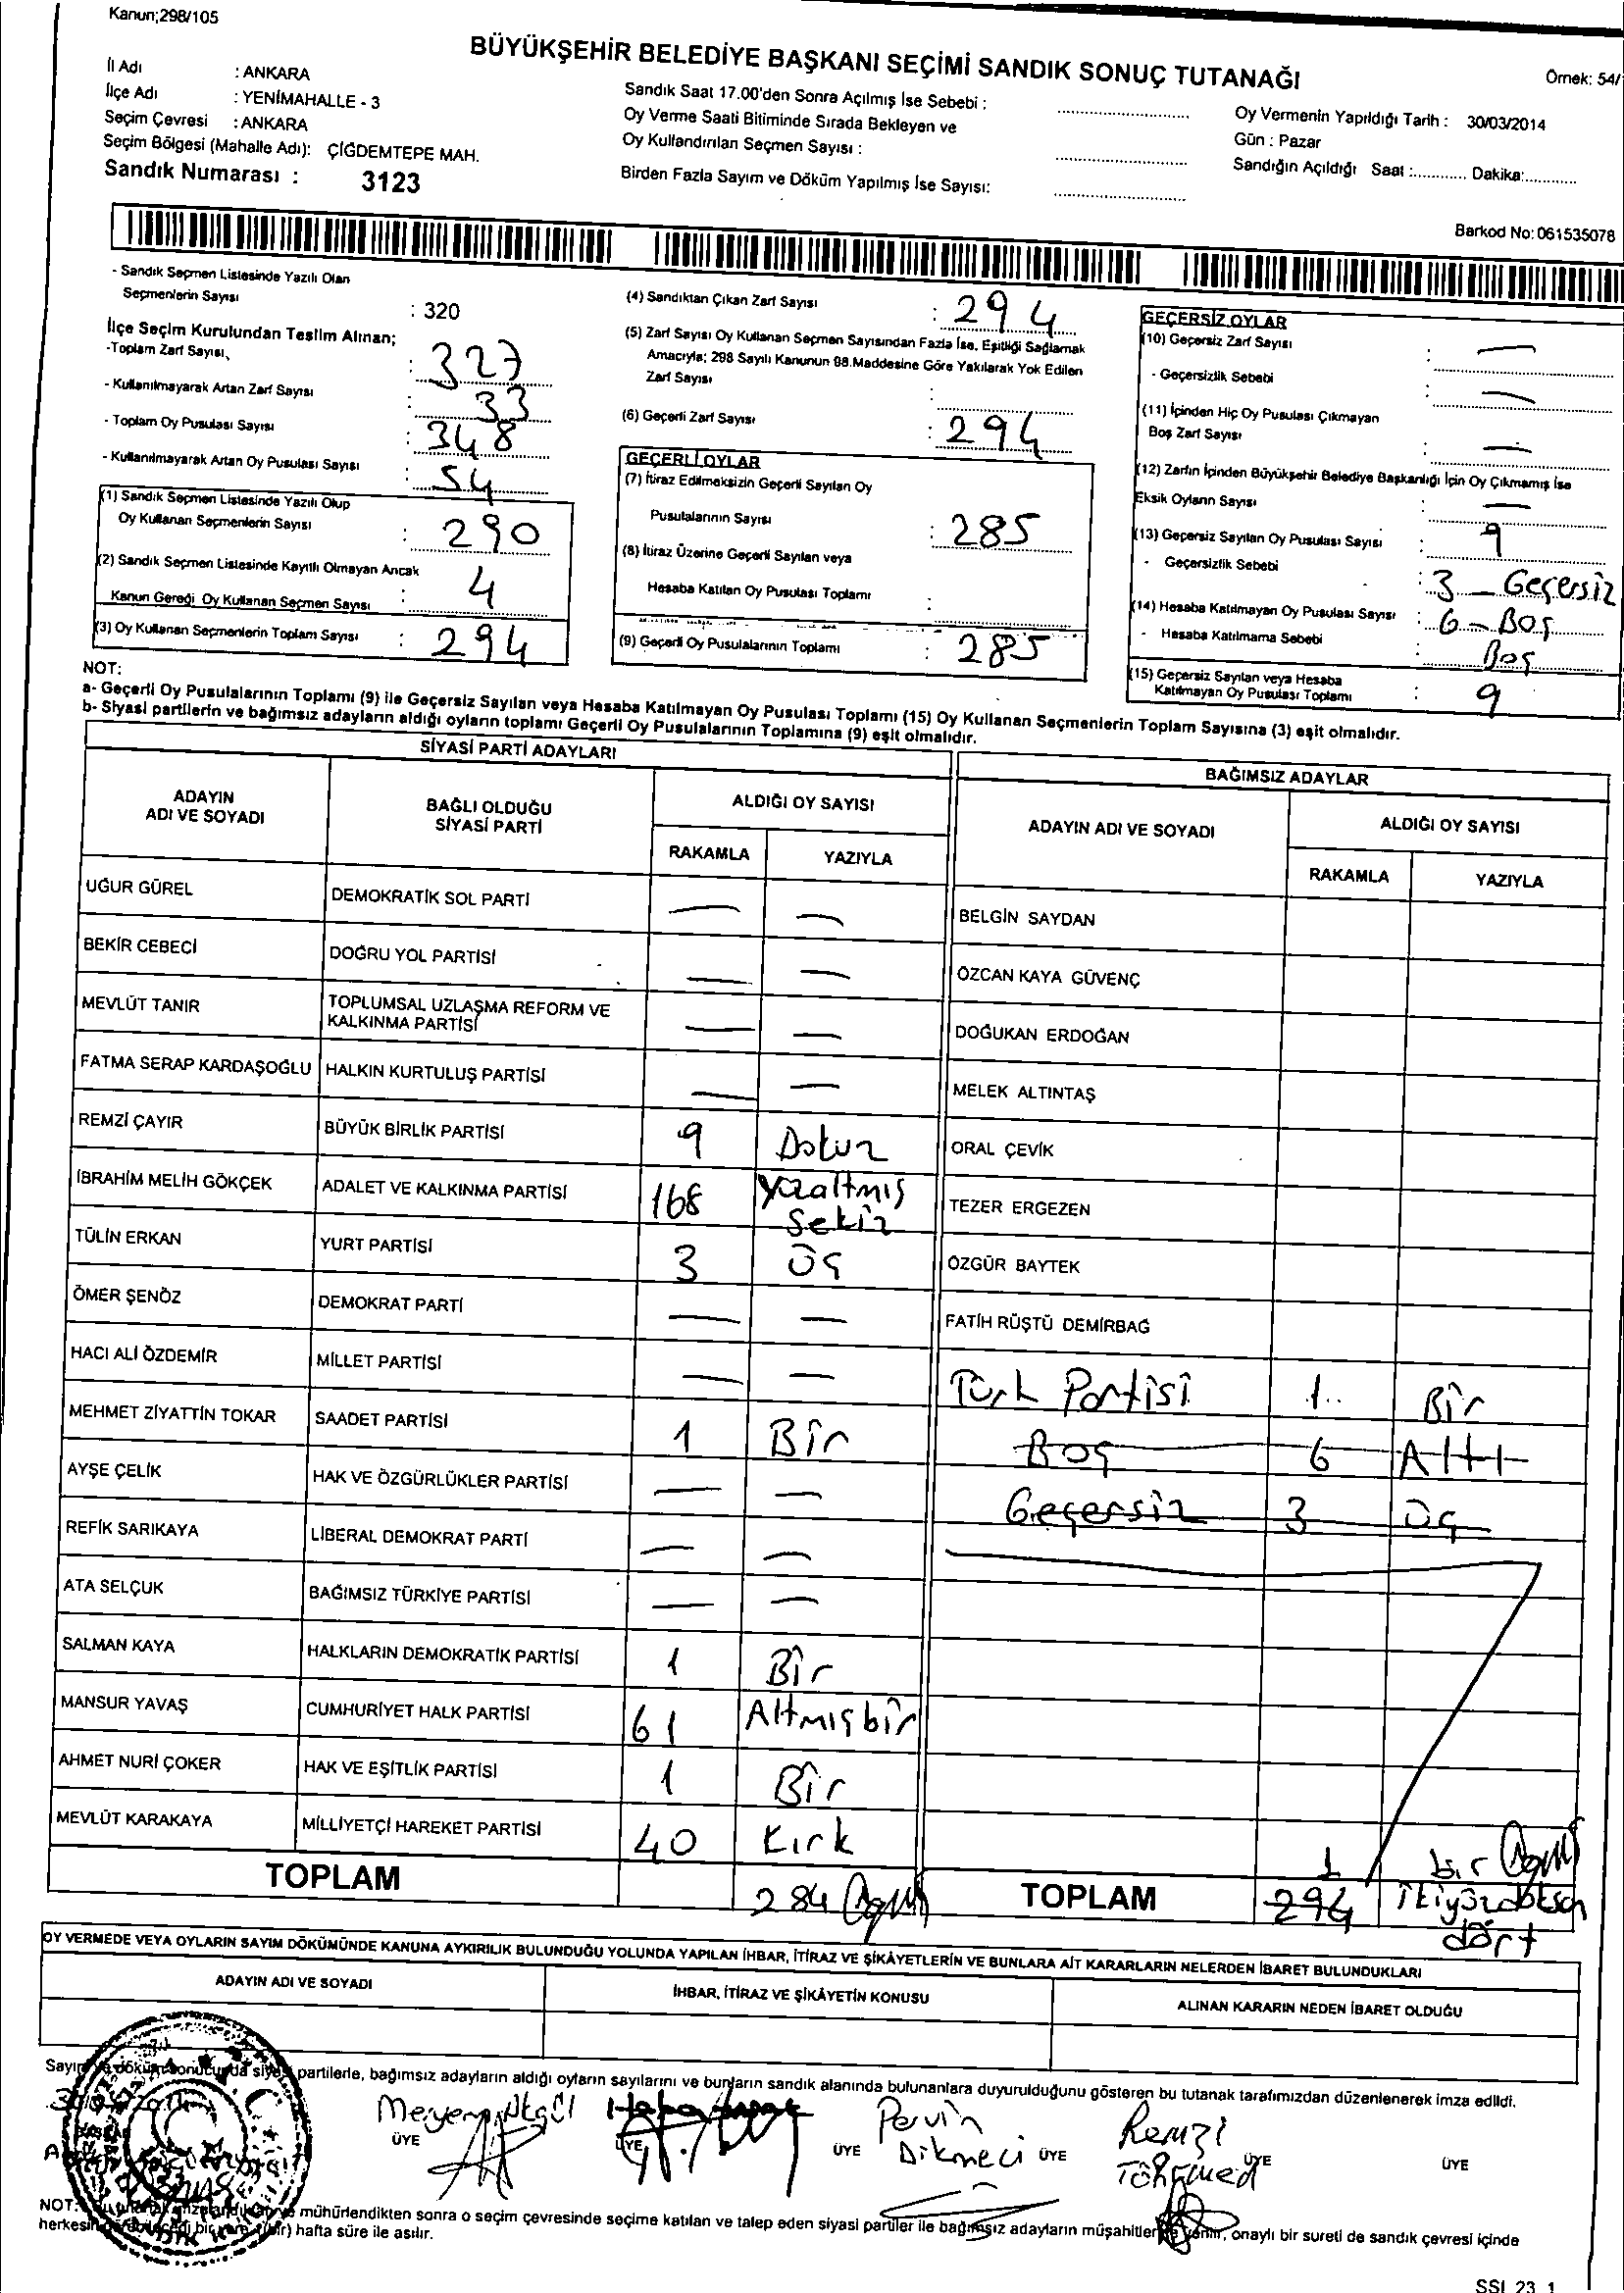 Kanun;298/105
BÜYÜKŞEHİR BELEDİYE BAŞKANI SEÇİMİ SANDIK SONUÇ TUTANAĞI
Örnek: 54/
İl Adı : ANKARA
İlçe Adı : YENİMAHALLE - 3
Seçim Çevresi : ANKARA
Seçim Bölgesi (Mahalle Adı): ÇİĞDEMTEPE MAH.
Sandık Numarası : 3123
Sandık Saat 17.00'den Sonra Açılmış İse Sebebi :
Oy Verme Saati Bitiminde Sırada Bekleyen ve
Oy Kullandırılan Seçmen Sayısı :
Birden Fazla Sayım ve Döküm Yapılmış İse Sayısı:
Oy Vermenin Yapıldığı Tarih : 30/03/2014
Gün : Pazar
Sandığın Açıldığı Saat :............ Dakika:...........
Barkod No: 061535078
- Sandık Seçmen Listesinde Yazılı Olan
Seçmenlerin Sayısı : 320
İlçe Seçim Kurulundan Teslim Alınan;
-Toplam Zarf Sayısı, : 327
- Kullanılmayarak Artan Zarf Sayısı : 33
- Toplam Oy Pusulası Sayısı : 348
- Kullanılmayarak Artan Oy Pusulası Sayısı : 54
(1) Sandık Seçmen Listesinde Yazılı Olup
Oy Kullanan Seçmenlerin Sayısı : 290
(2) Sandık Seçmen Listesinde Kayıtlı Olmayan Ancak
Kanun Gereği Oy Kullanan Seçmen Sayısı : 4
(3) Oy Kullanan Seçmenlerin Toplam Sayısı : 294
(4) Sandıktan Çıkan Zarf Sayısı : 294
(5) Zarf Sayısı Oy Kullanan Seçmen Sayısından Fazla İse, Eşitliği Sağlamak
Amacıyla; 298 Sayılı Kanunun 98.Maddesine Göre Yakılarak Yok Edilen
Zarf Sayısı :
(6) Geçerli Zarf Sayısı : 294
GEÇERLİ OYLAR
(7) İtiraz Edilmeksizin Geçerli Sayılan Oy
Pusulalarının Sayısı : 285
(8) İtiraz Üzerine Geçerli Sayılan veya
Hesaba Katılan Oy Pusulası Toplamı :
(9) Geçerli Oy Pusulalarının Toplamı : 285
GEÇERSİZ OYLAR
(10) Geçersiz Zarf Sayısı : —
- Geçersizlik Sebebi : —
(11) İçinden Hiç Oy Pusulası Çıkmayan
Boş Zarf Sayısı : —
(12) Zarfın İçinden Büyükşehir Belediye Başkanlığı İçin Oy Çıkmamış İse
Eksik Oyların Sayısı : —
(13) Geçersiz Sayılan Oy Pusulası Sayısı : 9
- Geçersizlik Sebebi : 3 - Geçersiz
(14) Hesaba Katılmayan Oy Pusulası Sayısı : 6 - Boş
- Hesaba Katılmama Sebebi : Boş
(15) Geçersiz Sayılan veya Hesaba
Katılmayan Oy Pusulası Toplamı : 9
NOT:
a- Geçerli Oy Pusulalarının Toplamı (9) ile Geçersiz Sayılan veya Hesaba Katılmayan Oy Pusulası Toplamı (15) Oy Kullanan Seçmenlerin Toplam Sayısına (3) eşit olmalıdır.
b- Siyasi partilerin ve bağımsız adayların aldığı oyların toplamı Geçerli Oy Pusulalarının Toplamına (9) eşit olmalıdır.
SİYASİ PARTİ ADAYLARI
ADAYIN ADI VE SOYADI BAĞLI OLDUĞU SİYASİ PARTİ ALDIĞI OY SAYISI
RAKAMLA YAZIYLA
UĞUR GÜREL DEMOKRATİK SOL PARTİ — —
BEKİR CEBECİ DOĞRU YOL PARTİSİ — —
MEVLÜT TANIR TOPLUMSAL UZLAŞMA REFORM VE KALKINMA PARTİSİ — —
FATMA SERAP KARDAŞOĞLU HALKIN KURTULUŞ PARTİSİ — —
REMZİ ÇAYIR BÜYÜK BİRLİK PARTİSİ 9 Dokuz
İBRAHİM MELİH GÖKÇEK ADALET VE KALKINMA PARTİSİ 168 Yüzaltmış Sekiz
TÜLİN ERKAN YURT PARTİSİ 3 Üç
ÖMER ŞENÖZ DEMOKRAT PARTİ — —
HACI ALİ ÖZDEMİR MİLLET PARTİSİ — —
MEHMET ZİYATTİN TOKAR SAADET PARTİSİ 1 Bir
AYŞE ÇELİK HAK VE ÖZGÜRLÜKLER PARTİSİ — —
REFİK SARIKAYA LİBERAL DEMOKRAT PARTİ — —
ATA SELÇUK BAĞIMSIZ TÜRKİYE PARTİSİ — —
SALMAN KAYA HALKLARIN DEMOKRATİK PARTİSİ 1 Bir
MANSUR YAVAŞ CUMHURİYET HALK PARTİSİ 61 Altmışbir
AHMET NURİ ÇOKER HAK VE EŞİTLİK PARTİSİ 1 Bir
MEVLÜT KARAKAYA MİLLİYETÇİ HAREKET PARTİSİ 40 Kırk
TOPLAM 284
BAĞIMSIZ ADAYLAR
ADAYIN ADI VE SOYADI ALDIĞI OY SAYISI
RAKAMLA YAZIYLA
BELGİN SAYDAN
ÖZCAN KAYA GÜVENÇ
DOĞUKAN ERDOĞAN
MELEK ALTINTAŞ
ORAL ÇEVİK
TEZER ERGEZEN
ÖZGÜR BAYTEK
FATİH RÜŞTÜ DEMİRBAĞ
Türk Partisi 1 Bir
Boş 6 Altı
Geçersiz 3 Üç
1 bir
TOPLAM 294 ikiyüzdoksan dört
OY VERMEDE VEYA OYLARIN SAYIM DÖKÜMÜNDE KANUNA AYKIRILIK BULUNDUĞU YOLUNDA YAPILAN İHBAR, İTİRAZ VE ŞİKÂYETLERİN VE BUNLARA AİT KARARLARIN NELERDEN İBARET BULUNDUKLARI
ADAYIN ADI VE SOYADI İHBAR, İTİRAZ VE ŞİKÂYETİN KONUSU ALINAN KARARIN NEDEN İBARET OLDUĞU
Sayım ve döküm sonucunda siyasi partilerle, bağımsız adayların aldığı oyların sayılarını ve bunların sandık alanında bulunanlara duyurulduğunu gösteren bu tutanak tarafımızdan düzenlenerek imza edildi.
Meryem
Pervin Dikmeci
Remzi
ÜYE ÜYE ÜYE ÜYE ÜYE ÜYE
NOT: mühürlendikten sonra o seçim çevresinde seçime katılan ve talep eden siyasi partiler ile bağımsız adayların müşahitlerine verilir, onaylı bir sureti de sandık çevresi içinde
herkesin hafta süre ile asılır.
SSI 23 1